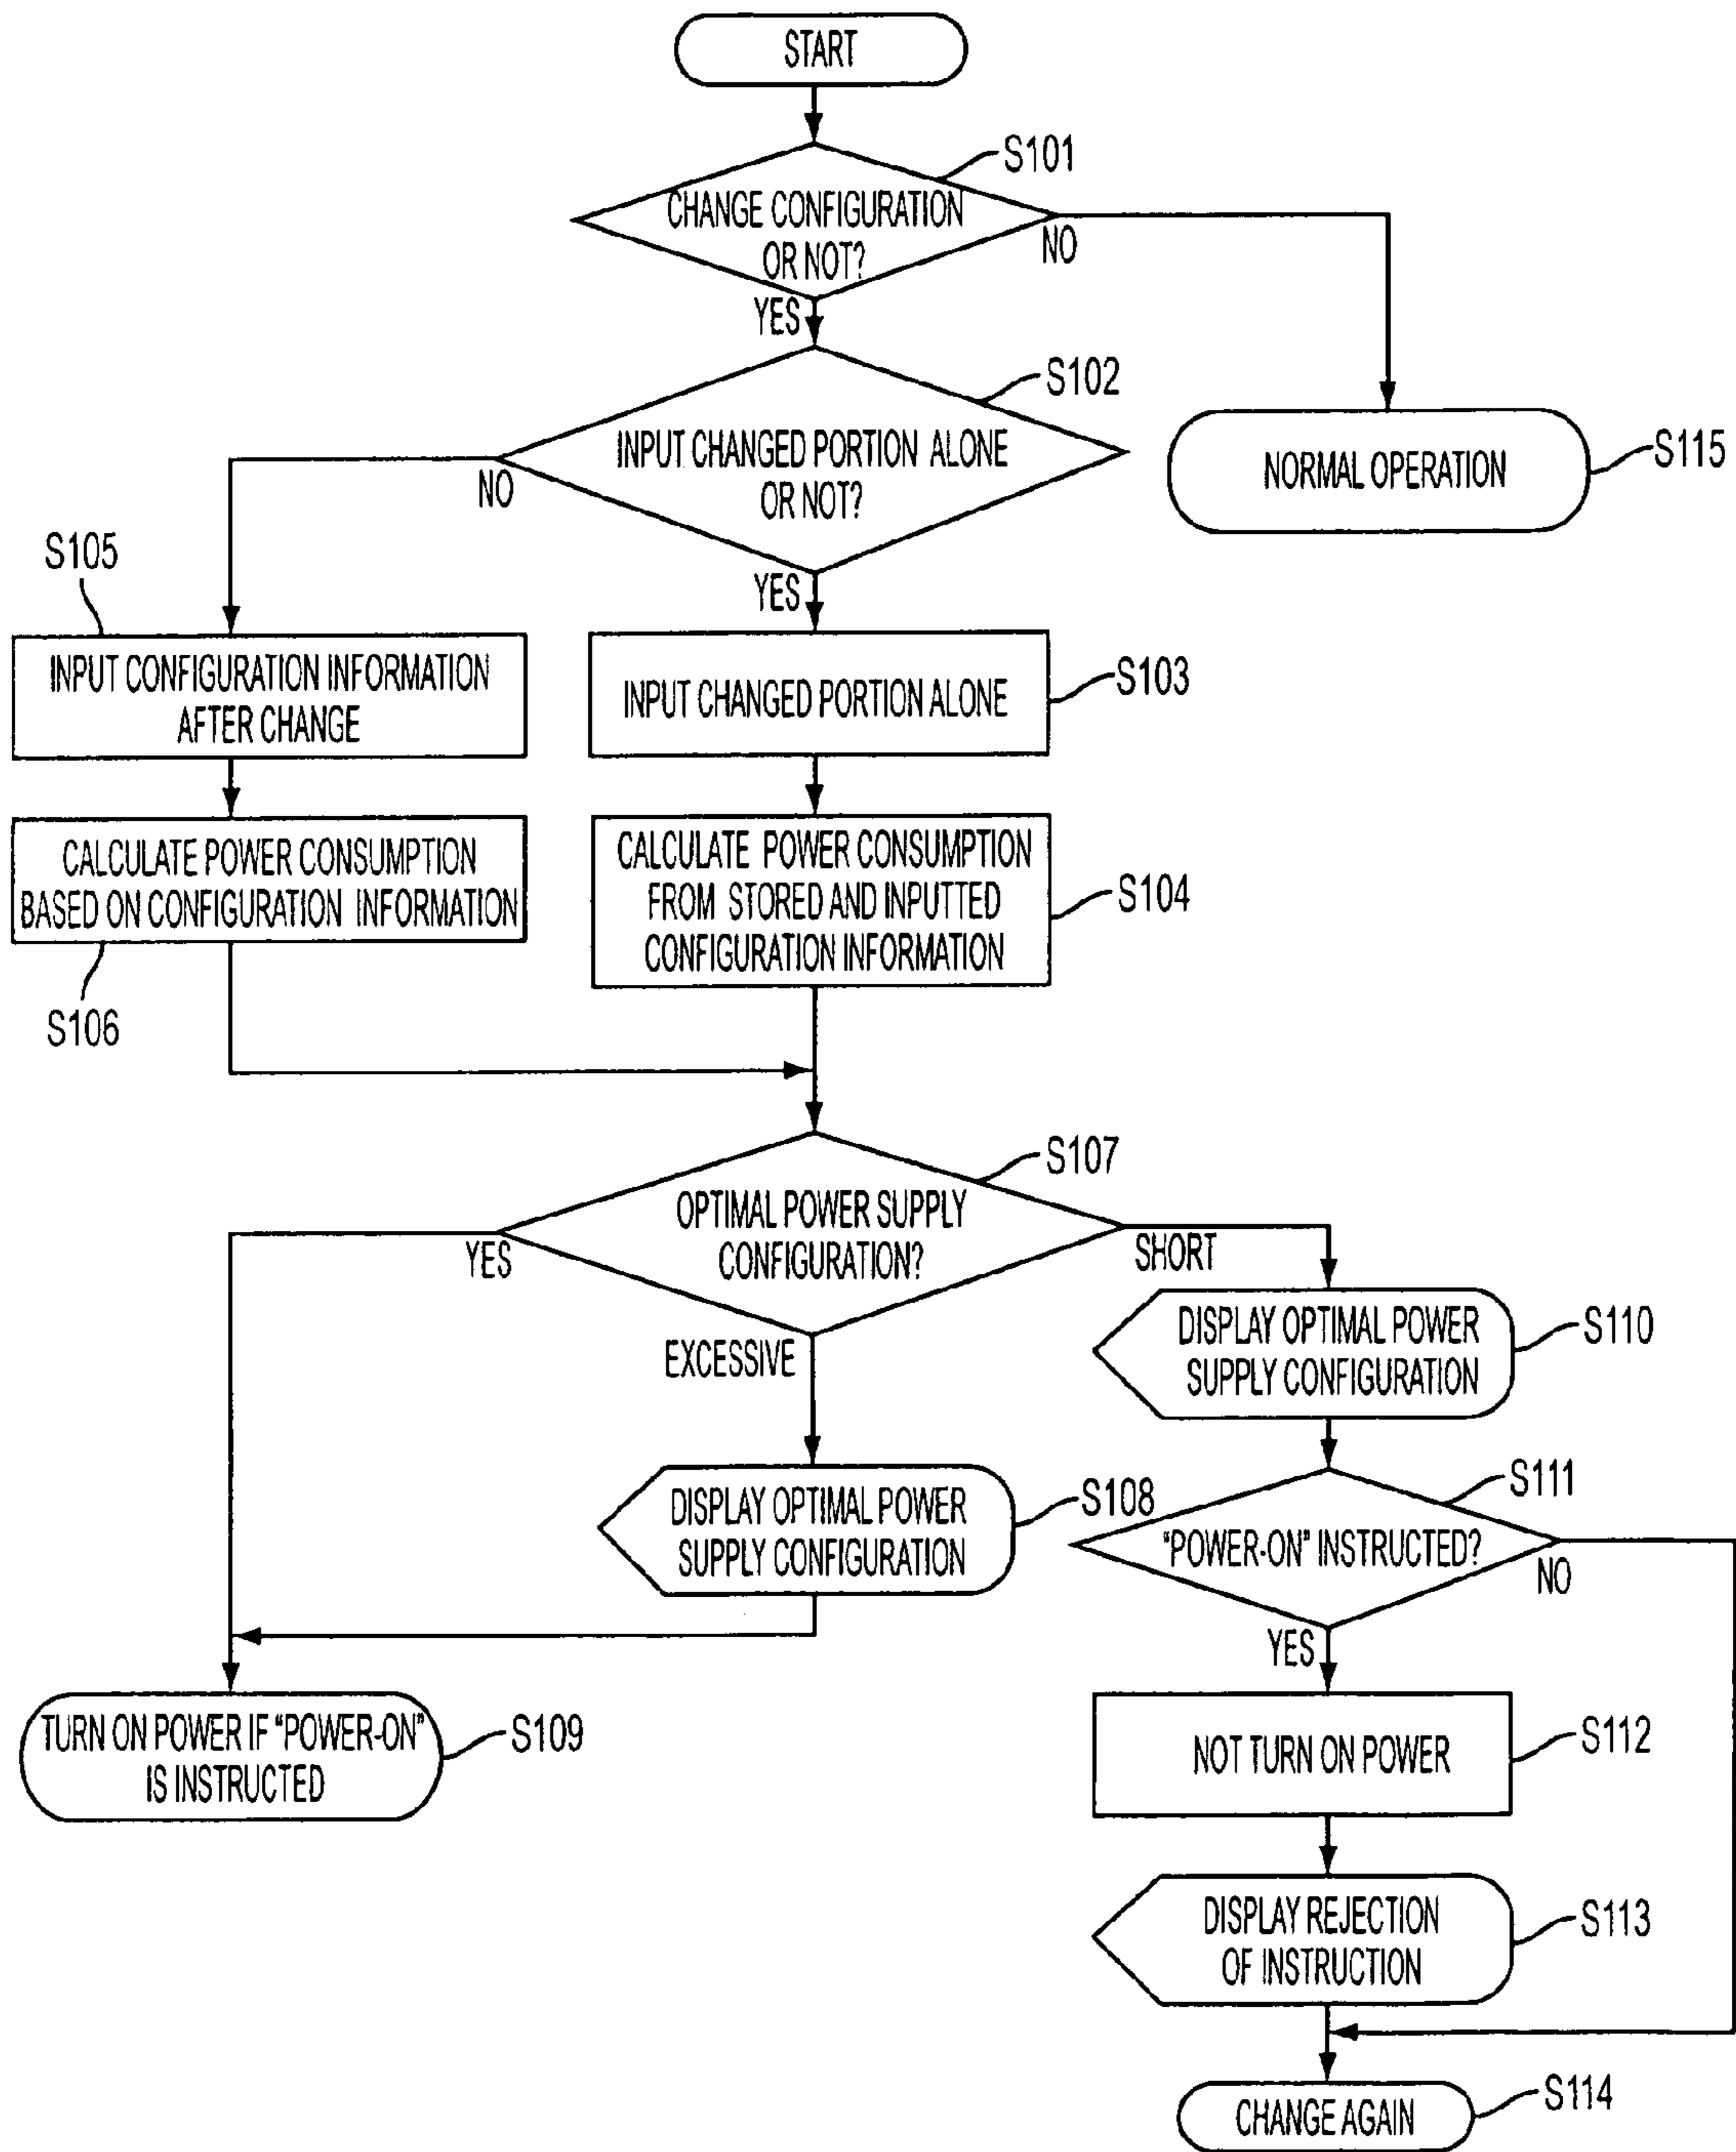 START
S101
CHANGE CONFIGURATION
OR NOT?
NO
YES
S102
INPUT CHANGED PORTION ALONE
OR NOT?
NO
YES
NORMAL OPERATION
S115
S105
INPUT CONFIGURATION INFORMATION
AFTER CHANGE
INPUT CHANGED PORTION ALONE
S103
CALCULATE POWER CONSUMPTION
BASED ON CONFIGURATION INFORMATION
S106
CALCULATE POWER CONSUMPTION
FROM STORED AND INPUTTED
CONFIGURATION INFORMATION
S104
S107
OPTIMAL POWER SUPPLY
CONFIGURATION?
YES
SHORT
EXCESSIVE
DISPLAY OPTIMAL POWER
SUPPLY CONFIGURATION
S110
DISPLAY OPTIMAL POWER
SUPPLY CONFIGURATION
S108
S111
"POWER-ON" INSTRUCTED?
NO
YES
TURN ON POWER IF "POWER-ON"
IS INSTRUCTED
S109
NOT TURN ON POWER
S112
DISPLAY REJECTION
OF INSTRUCTION
S113
CHANGE AGAIN
S114